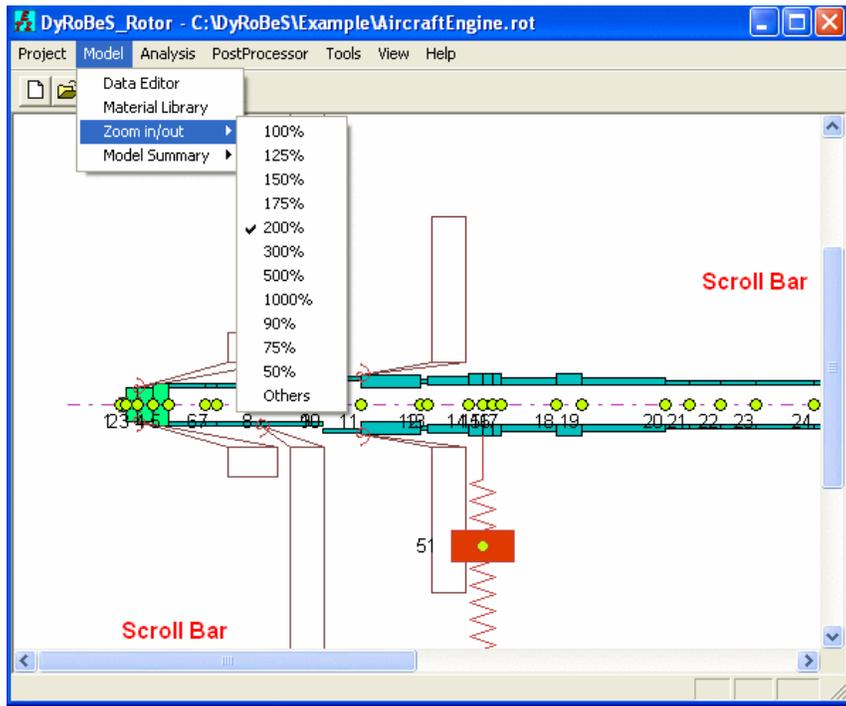 DyRoBeS_Rotor - C:\DyRoBeS\Example\AircraftEngine.rot
Project Model Analysis PostProcessor Tools View Help
Data Editor
Material Library
Zoom in/out
Model Summary
100%
125%
150%
175%
200%
300%
500%
1000%
90%
75%
50%
Others
Scroll Bar
4 5 67 8 11 18 19 20 21 22 23 24
51
Scroll Bar